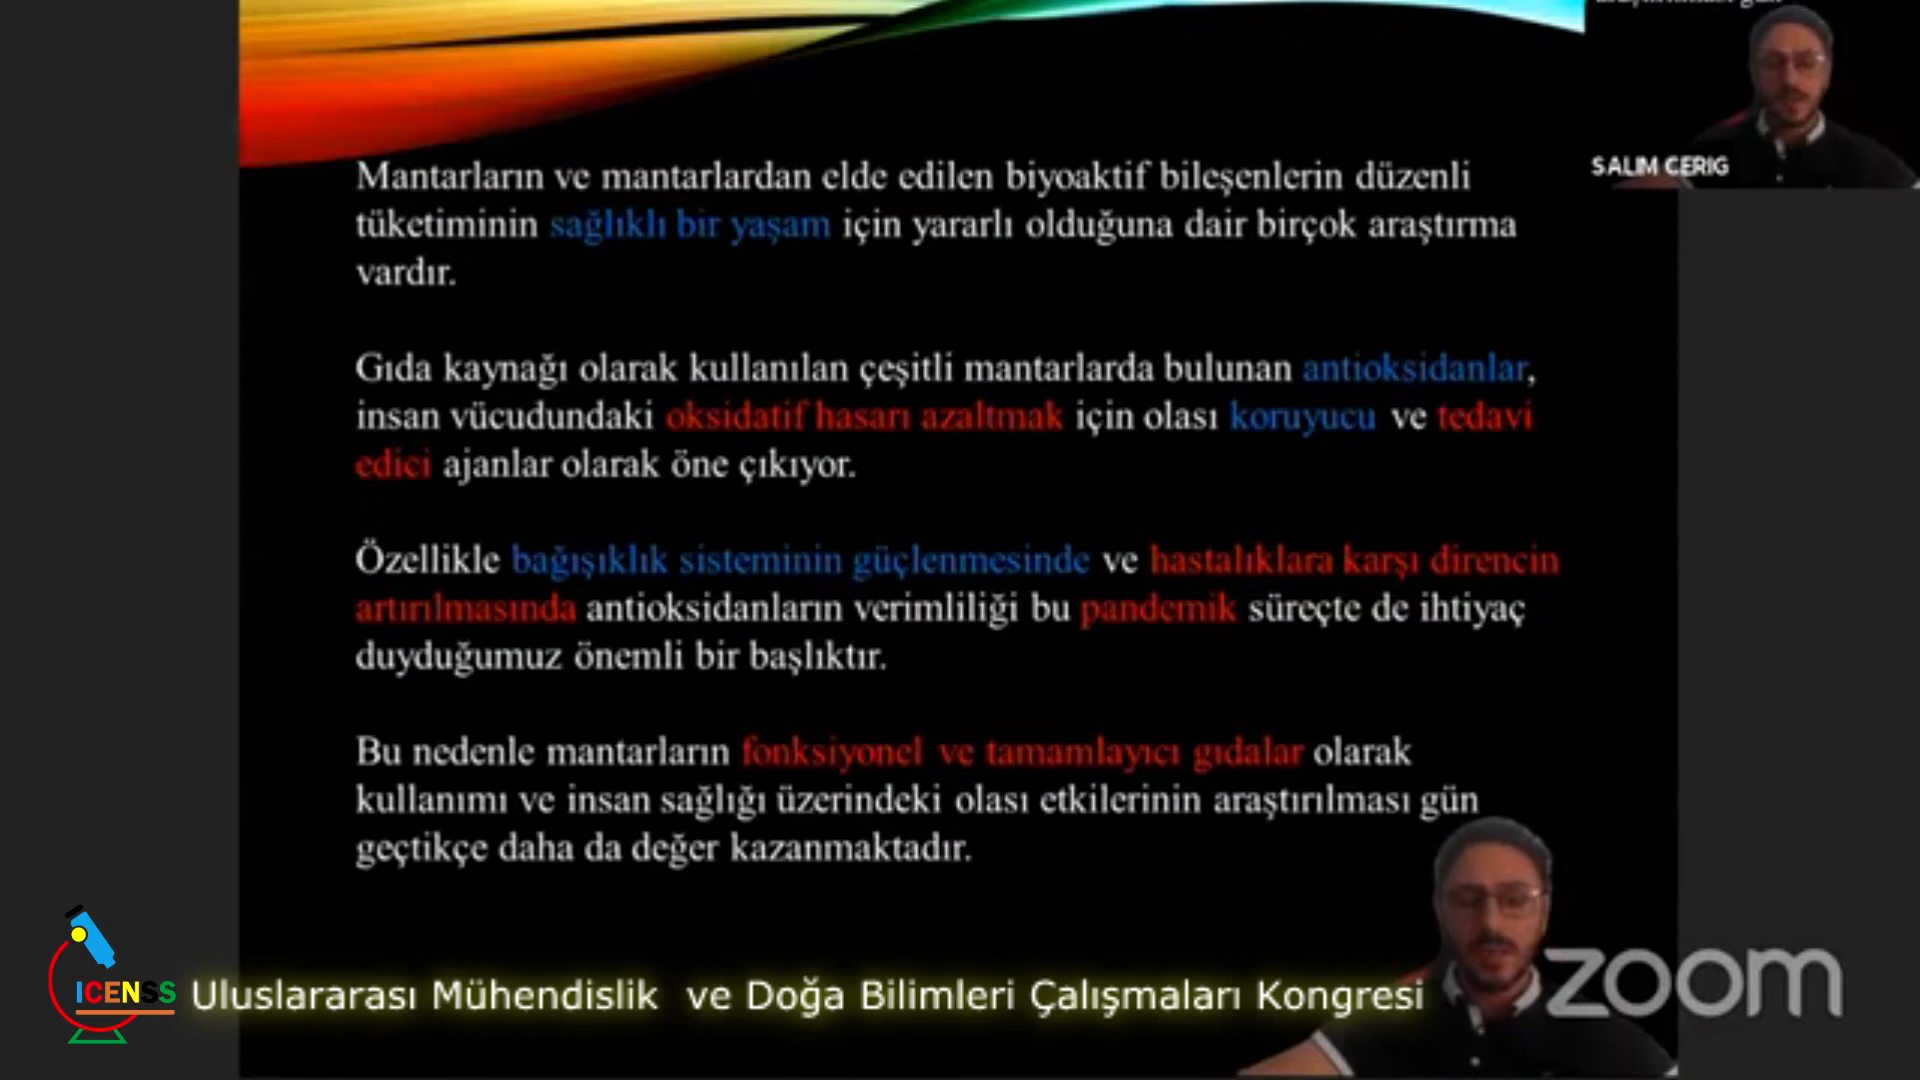 SALIM CERIG
Mantarların ve mantarlardan elde edilen biyoaktif bileşenlerin düzenli
tüketiminin sağlıklı bir yaşam için yararlı olduğuna dair birçok araştırma
vardır.
Gıda kaynağı olarak kullanılan çeşitli mantarlarda bulunan antioksidanlar,
insan vücudundaki oksidatif hasarı azaltmak için olası koruyucu ve tedavi
edici ajanlar olarak öne çıkıyor.
Özellikle bağışıklık sisteminin güçlenmesinde ve hastalıklara karşı direncin
artırılmasında antioksidanların verimliliği bu pandemik süreçte de ihtiyaç
duyduğumuz önemli bir başlıktır.
Bu nedenle mantarların fonksiyonel ve tamamlayıcı gıdalar olarak
kullanımı ve insan sağlığı üzerindeki olası etkilerinin araştırılması gün
geçtikçe daha da değer kazanmaktadır.
ICENSS Uluslararası Mühendislik ve Doğa Bilimleri Çalışmaları Kongresi
zoom